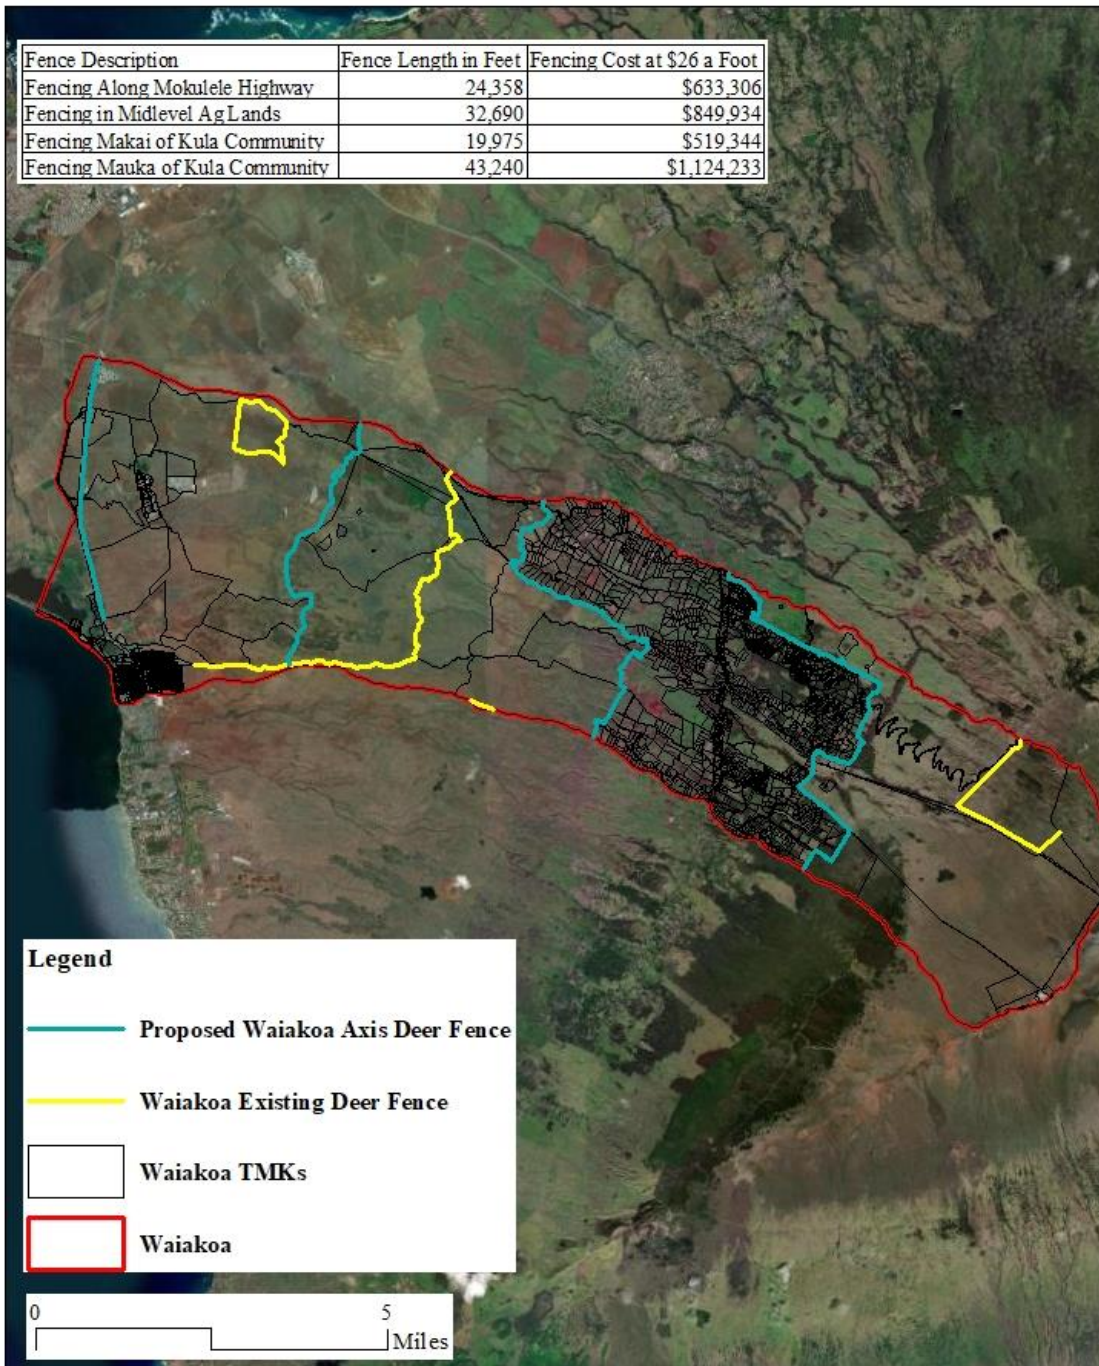 Fence Description Fence Length in Feet Fencing Cost at $26 a Foot
Fencing Along Mokulele Highway 24,358 $633,306
Fencing in Midlevel Ag Lands 32,690 $849,934
Fencing Makai of Kula Community 19,975 $519,344
Fencing Mauka of Kula Community 43,240 $1,124,233
Legend
Proposed Waiakoa Axis Deer Fence
Waiakoa Existing Deer Fence
Waiakoa TMKs
Waiakoa
0 5
Miles